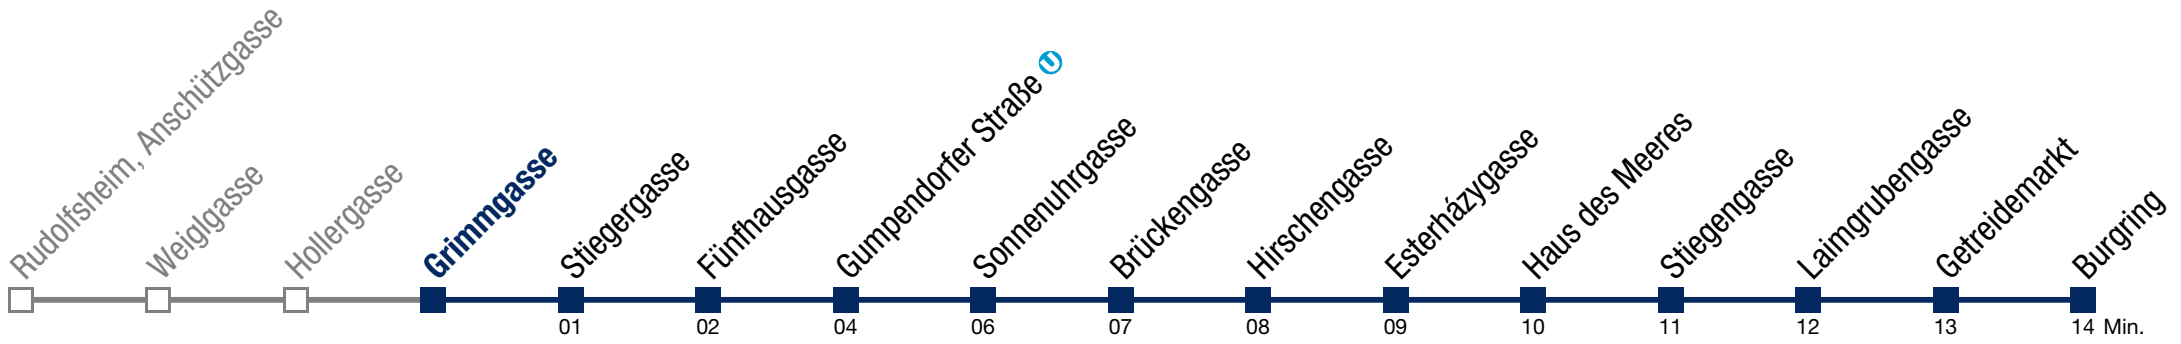 Rudolfsheim, Anschützgasse
Weiglgasse
Hollergasse
Grimmgasse
Stiegergasse
Fünfhausgasse
Gumpendorfer Straße U
Sonnenuhrgasse
Brückengasse
Hirschengasse
Esterházygasse
Haus des Meeres
Stiegengasse
Laimgrubengasse
Getreidemarkt
Burgring
01 02 04 06 07 08 09 10 11 12 13 14 Min.